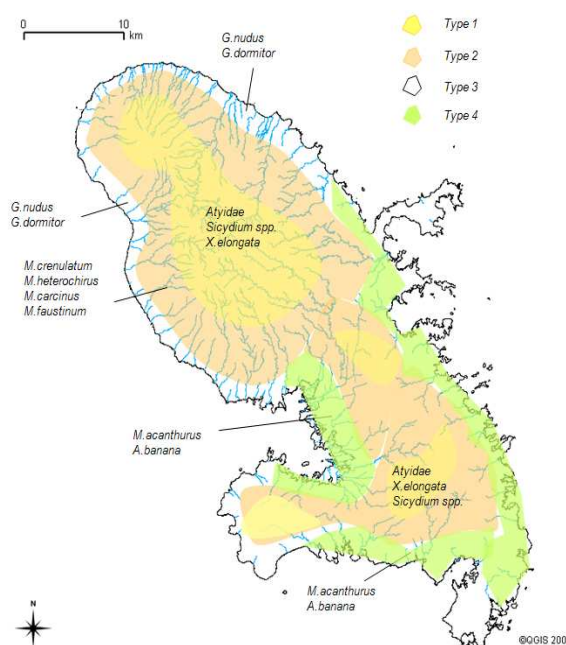 0 10
km
Type 1
Type 2
Type 3
Type 4
G.nudus
G.dormitor
G.nudus
G.dormitor
Atyidae
Sicydium spp.
X.elongata
M.crenulatum
M.heterochirus
M.carcinus
M.faustinum
M.acanthurus
A.banana
Atyidae
X.elongata
Sicydium spp.
M.acanthurus
A.banana
N
©QGIS 200